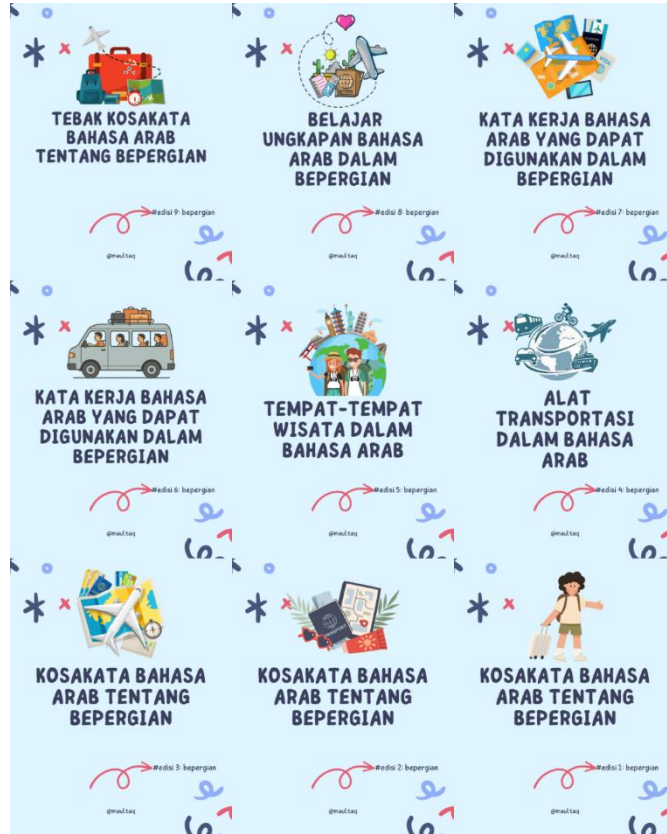 TEBAK KOSAKATA
BAHASA ARAB
TENTANG BEPERGIAN
#edisi 9: bepergian
@maultaq
BELAJAR
UNGKAPAN BAHASA
ARAB DALAM
BEPERGIAN
#edisi 8: bepergian
@maultaq
KATA KERJA BAHASA
ARAB YANG DAPAT
DIGUNAKAN DALAM
BEPERGIAN
#edisi 7: bepergian
@maultaq
KATA KERJA BAHASA
ARAB YANG DAPAT
DIGUNAKAN DALAM
BEPERGIAN
#edisi 6: bepergian
@maultaq
TEMPAT-TEMPAT
WISATA DALAM
BAHASA ARAB
#edisi 5: bepergian
@maultaq
ALAT
TRANSPORTASI
DALAM BAHASA
ARAB
#edisi 4: bepergian
@maultaq
KOSAKATA BAHASA
ARAB TENTANG
BEPERGIAN
#edisi 3: bepergian
@maultaq
KOSAKATA BAHASA
ARAB TENTANG
BEPERGIAN
#edisi 2: bepergian
@maultaq
KOSAKATA BAHASA
ARAB TENTANG
BEPERGIAN
#edisi 1: bepergian
@maultaq